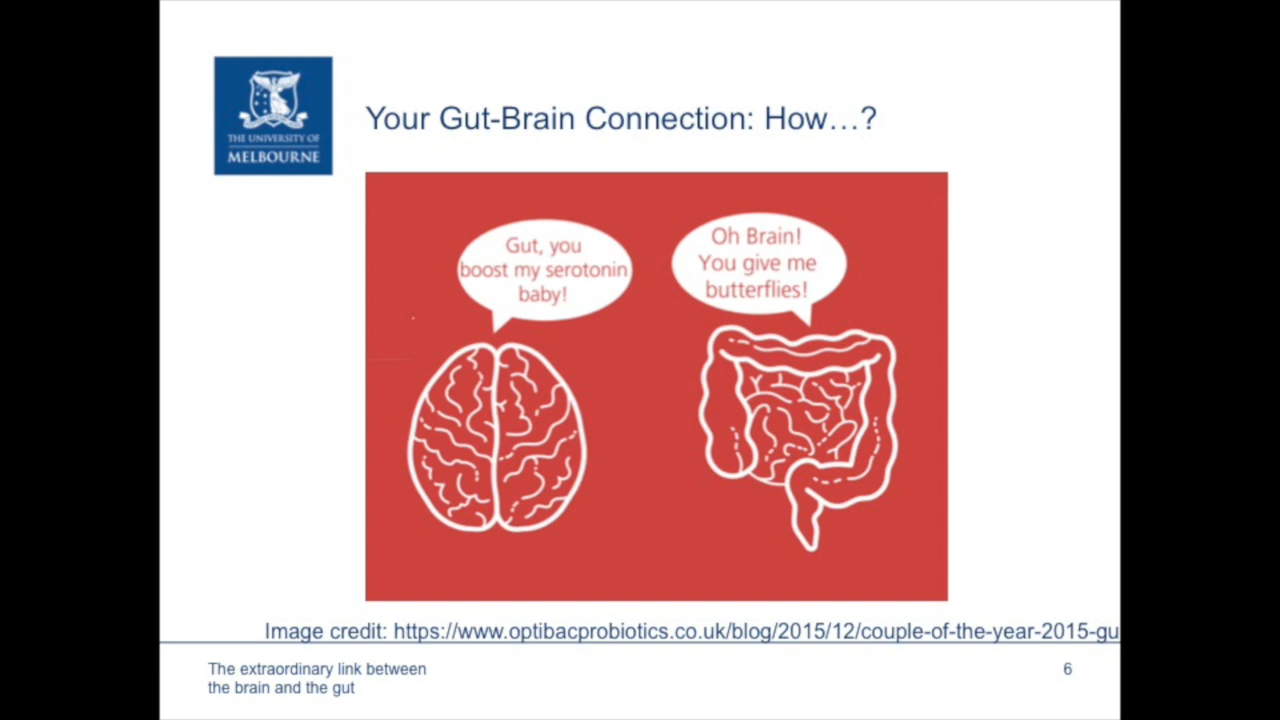 THE UNIVERSITY OF
MELBOURNE
Your Gut-Brain Connection: How…?
Gut, you
boost my serotonin
baby!
Oh Brain!
You give me
butterflies!
Image credit: https://www.optibacprobiotics.co.uk/blog/2015/12/couple-of-the-year-2015-gu
The extraordinary link between
the brain and the gut
6